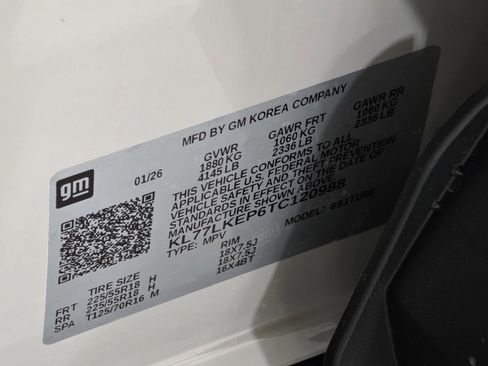 MFD BY GM KOREA COMPANY
gm
01/26
GVWR GAWR FRT GAWR RR
1880 KG 1060 KG 1060 KG
4145 LB 2336 LB 2336 LB
THIS VEHICLE CONFORMS TO ALL
APPLICABLE U.S. FEDERAL MOTOR
VEHICLE SAFETY AND THEFT PREVENTION
STANDARDS IN EFFECT ON THE DATE OF
MANUFACTURE SHOWN ABOVE.
KL77LKEP6TC120988
TYPE: MPV MODEL: 6S1TU58
TIRE SIZE RIM
FRT 225/55R18 H 18X7.5J
RR 225/55R18 H 18X7.5J
SPA T125/70R16 M 16X4BT